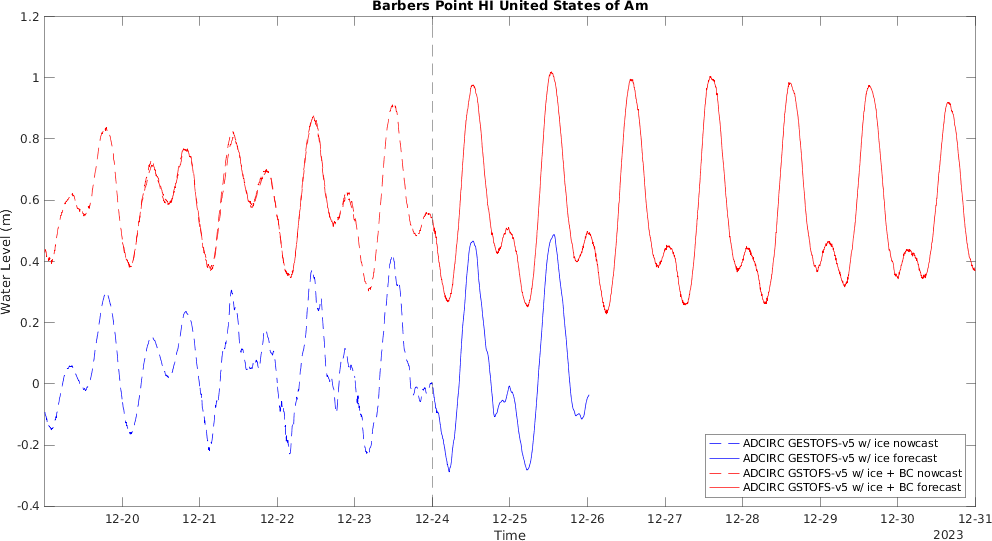 Barbers Point HI United States of Am
1.2
1
0.8
0.6
0.4
0.2
0
-0.2
-0.4
Water Level (m)
ADCIRC GESTOFS-v5 w/ ice nowcast
ADCIRC GESTOFS-v5 w/ ice forecast
ADCIRC GSTOFS-v5 w/ ice + BC nowcast
ADCIRC GSTOFS-v5 w/ ice + BC forecast
12-20 12-21 12-22 12-23 12-24 12-25 12-26 12-27 12-28 12-29 12-30 12-31
Time
2023